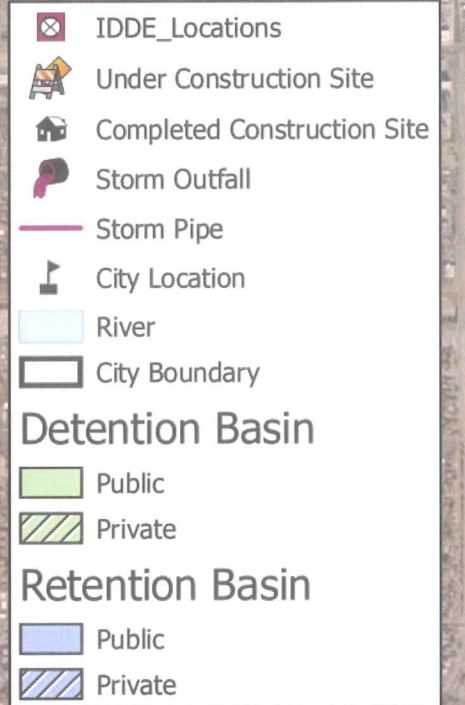 IDDE_Locations
Under Construction Site
Completed Construction Site
Storm Outfall
Storm Pipe
City Location
River
City Boundary
Detention Basin
Public
Private
Retention Basin
Public
Private